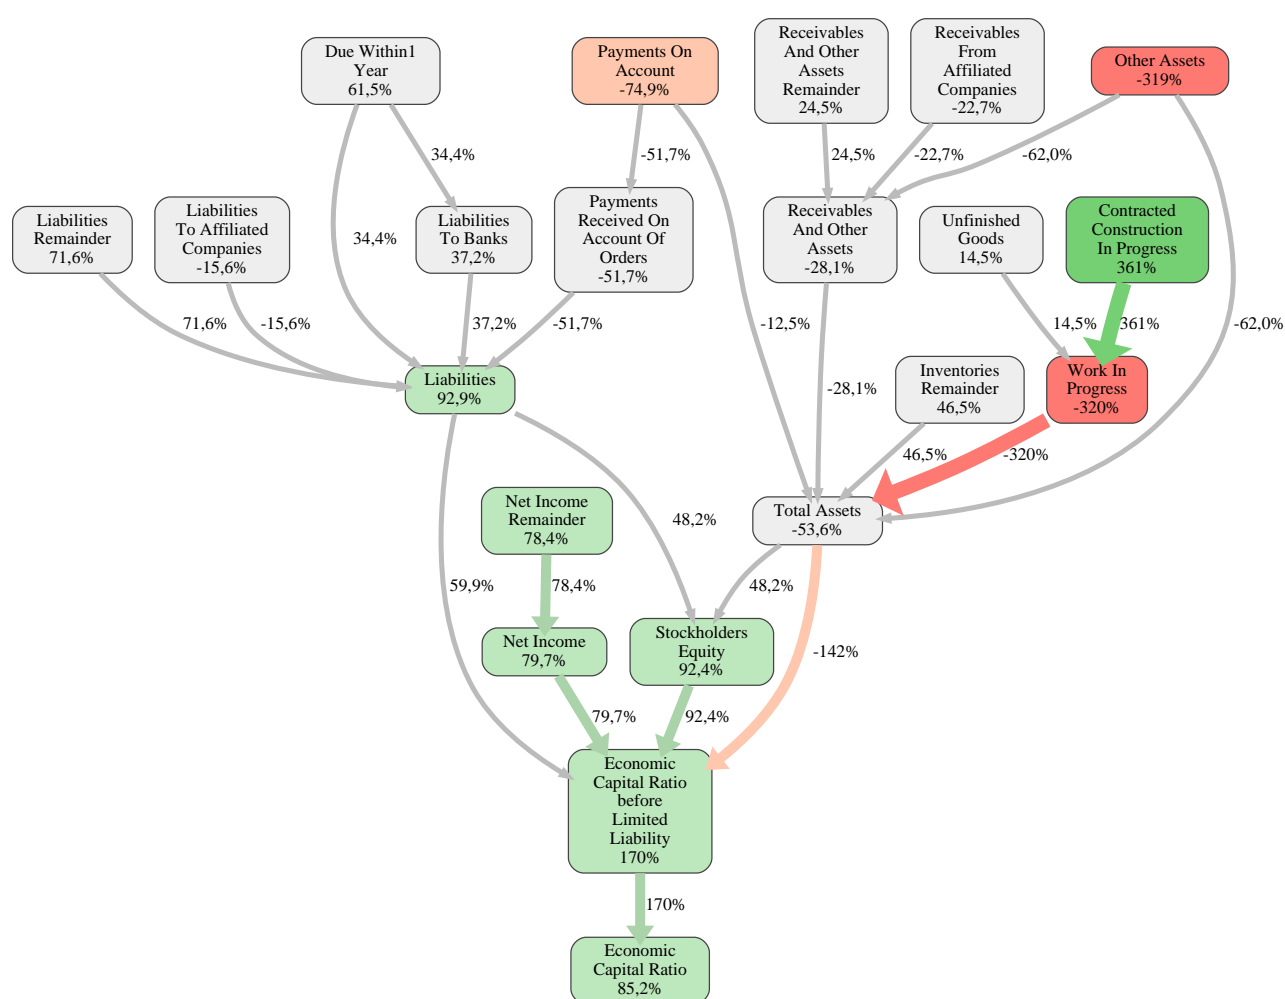 Due Within1
Year
61,5%
Payments On
Account
-74,9%
Receivables
And Other
Assets
Remainder
24,5%
Receivables
From
Affiliated
Companies
-22,7%
Other Assets
-319%
34,4%
-51,7%
24,5%
-22,7%
-62,0%
Liabilities
Remainder
71,6%
Liabilities
To Affiliated
Companies
-15,6%
34,4%
Liabilities
To Banks
37,2%
Payments
Received On
Account Of
Orders
-51,7%
Receivables
And Other
Assets
-28,1%
Unfinished
Goods
14,5%
Contracted
Construction
In Progress
361%
71,6%
-15,6%
37,2%
-51,7%
-12,5%
14,5%
361%
-62,0%
Liabilities
92,9%
-28,1%
Inventories
Remainder
46,5%
Work In
Progress
-320%
46,5%
-320%
Net Income
Remainder
78,4%
48,2%
Total Assets
-53,6%
59,9%
78,4%
48,2%
Net Income
79,7%
Stockholders
Equity
92,4%
-142%
79,7%
92,4%
Economic
Capital Ratio
before
Limited
Liability
170%
170%
Economic
Capital Ratio
85,2%